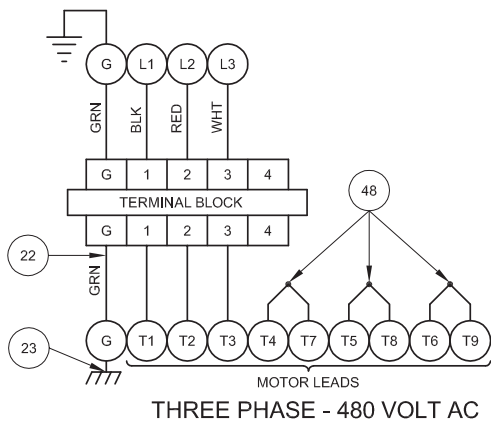 G L1 L2 L3
GRN BLK RED WHT
G 1 2 3 4
TERMINAL BLOCK
48
G 1 2 3 4
22
GRN
23
G T1 T2 T3 T4 T7 T5 T8 T6 T9
MOTOR LEADS
THREE PHASE - 480 VOLT AC